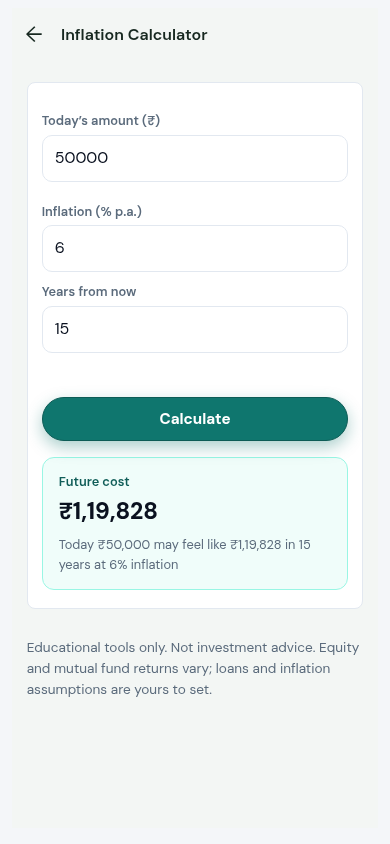 Inflation Calculator
Today’s amount (₹)
50000
Inflation (% p.a.)
6
Years from now
15
Calculate
Future cost
₹1,19,828
Today ₹50,000 may feel like ₹1,19,828 in 15
years at 6% inflation
Educational tools only. Not investment advice. Equity
and mutual fund returns vary; loans and inflation
assumptions are yours to set.